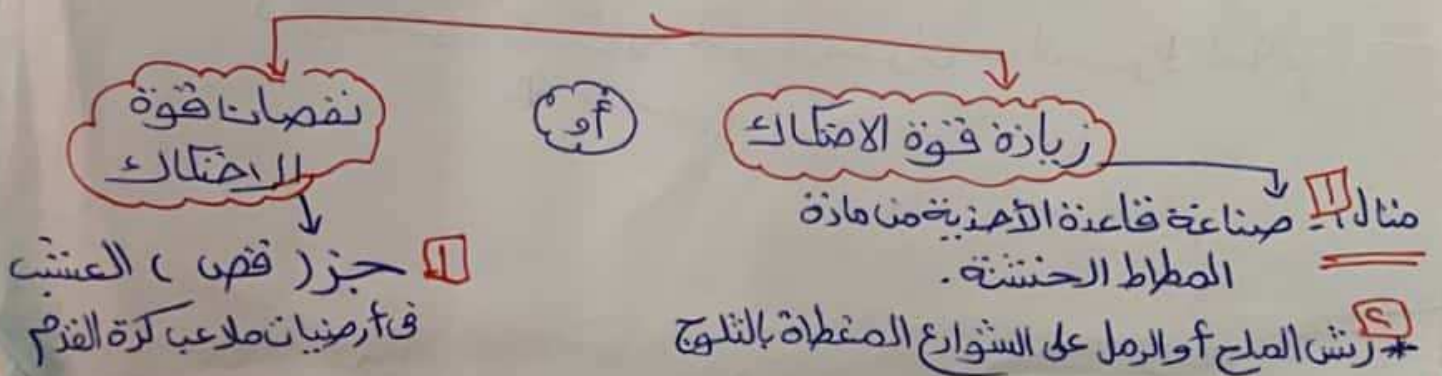 زيادة قوة الاحتكاك
أو
نقصان قوة
الاحتكاك
مثال 1- صناعة قاعدة الأحذية من مادة
المطاط الخشنة.
2 * رش الملح أو الرمل على الشوارع المغطاة بالثلوج
1 جز (قص) العشب
في أرضيات ملاعب كرة القدم